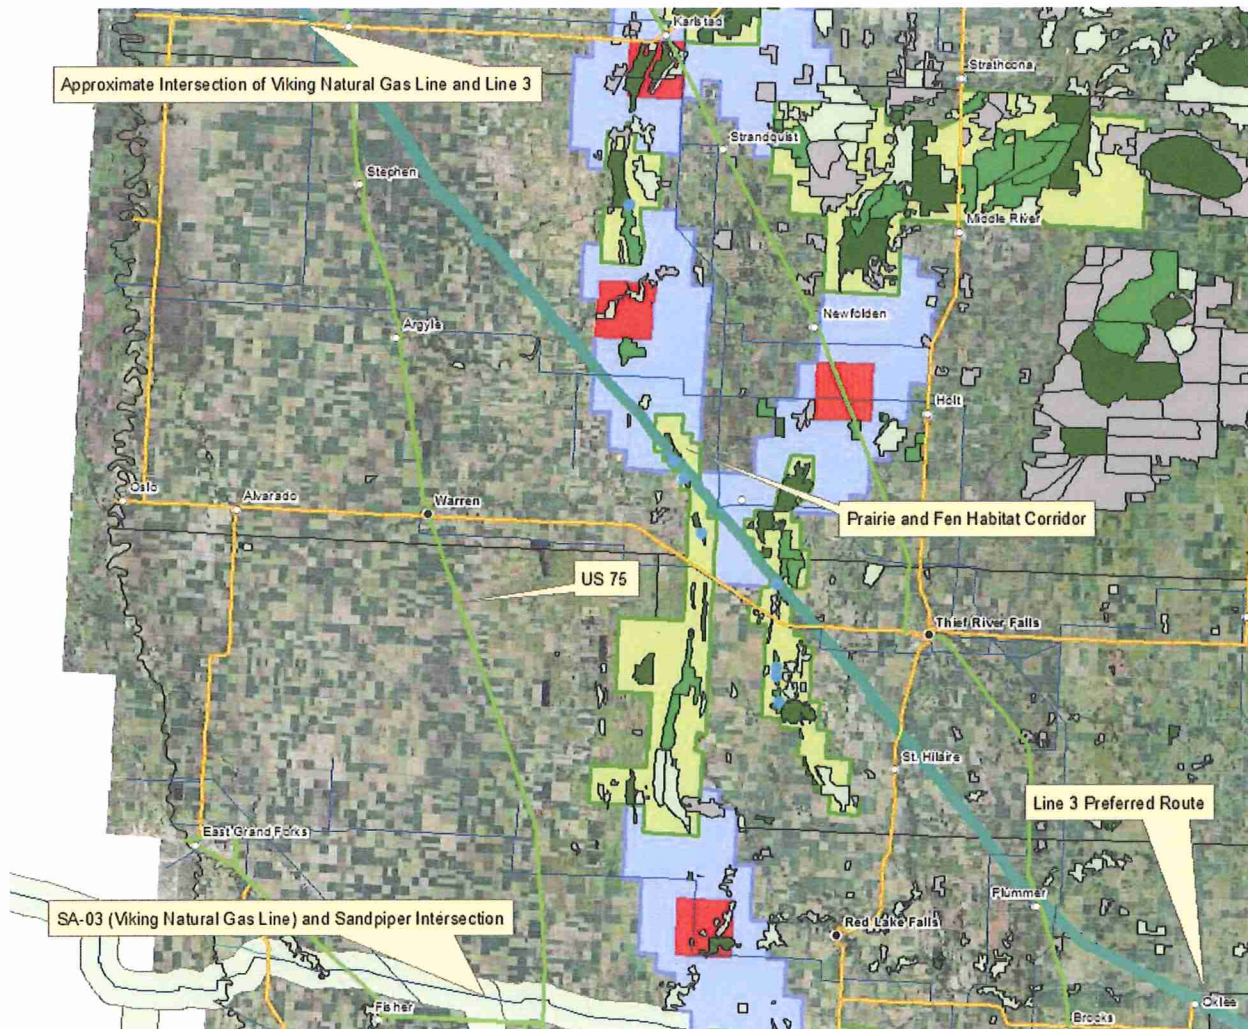 Karlstad
Approximate Intersection of Viking Natural Gas Line and Line 3
Strathcona
Strandquist
Stephen
Middle River
Newfolden
Argyle
Holt
Oslo
Alvarado
Warren
Prairie and Fen Habitat Corridor
US 75
Thief River Falls
St. Hilaire
Line 3 Preferred Route
East Grand Forks
Plummer
SA-03 (Viking Natural Gas Line) and Sandpiper Intersection
Red Lake Falls
Fisher
Oklee
Brooks